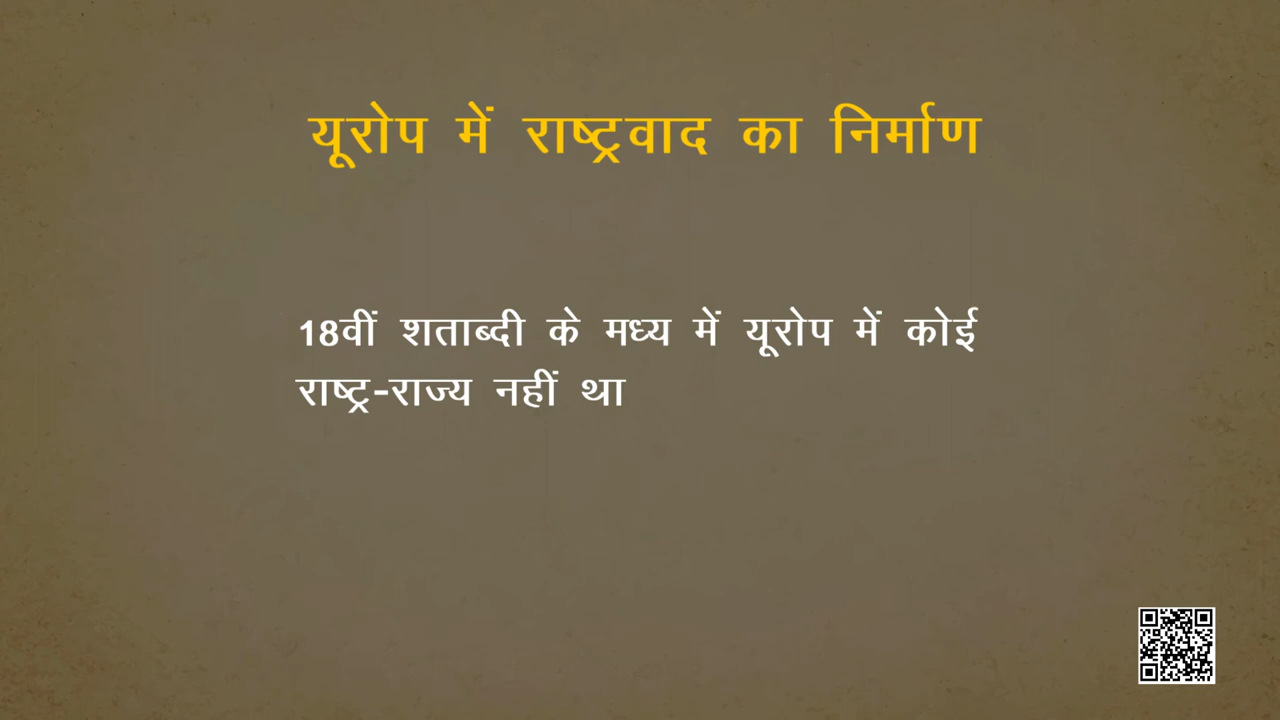 यूरोप में राष्ट्रवाद का निर्माण
18वीं शताब्दी के मध्य में यूरोप में कोई
राष्ट्र-राज्य नहीं था